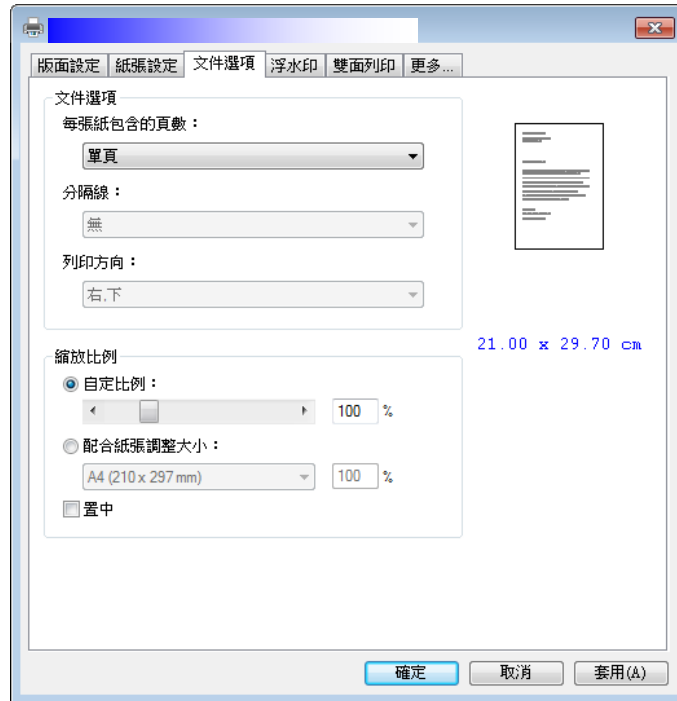 版面設定 紙張設定 文件選項 浮水印 雙面列印 更多...
文件選項
每張紙包含的頁數：
單頁
分隔線：
無
列印方向：
右.下
21.00 x 29.70 cm
縮放比例
自定比例：
100 %
配合紙張調整大小：
A4 (210 x 297 mm) 100 %
置中
確定 取消 套用(A)